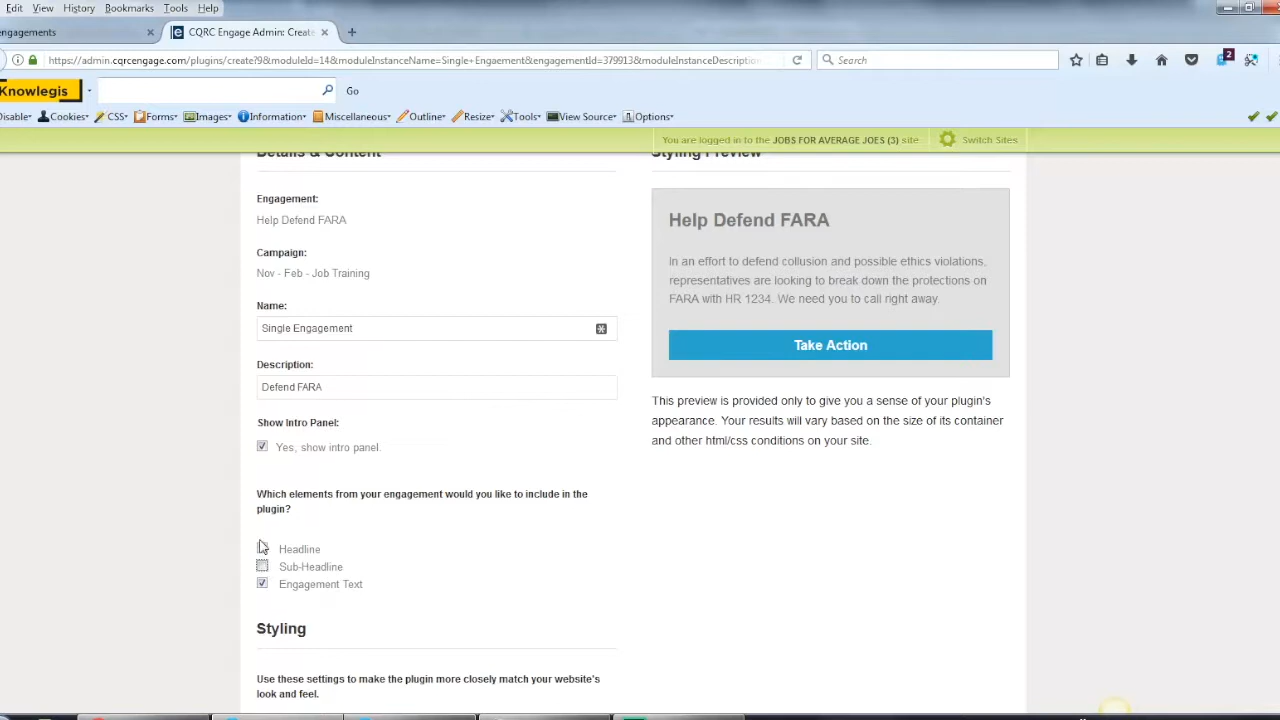 Edit View History Bookmarks Tools Help
engagements × CQRC Engage Admin: Create × +
https://admin.cqrcengage.com/plugins/create?9&moduleId=14&moduleInstanceName=Single+Engaement&engagementId=379913&moduleInstanceDescription Search 2
Knowlegis Go
Disable Cookies CSS Forms Images Information Miscellaneous Outline Resize Tools View Source Options
You are logged in to the JOBS FOR AVERAGE JOES (3) site Switch Sites
Details & Content
Styling Preview
Engagement:
Help Defend FARA
Campaign:
Nov - Feb - Job Training
Name:
Single Engagement
Description:
Defend FARA
Show Intro Panel:
Yes, show intro panel.
Which elements from your engagement would you like to include in the
plugin?
Headline
Sub-Headline
Engagement Text
Styling
Use these settings to make the plugin more closely match your website's
look and feel.
Help Defend FARA
In an effort to defend collusion and possible ethics violations,
representatives are looking to break down the protections on
FARA with HR 1234. We need you to call right away.
Take Action
This preview is provided only to give you a sense of your plugin's
appearance. Your results will vary based on the size of its container
and other html/css conditions on your site.